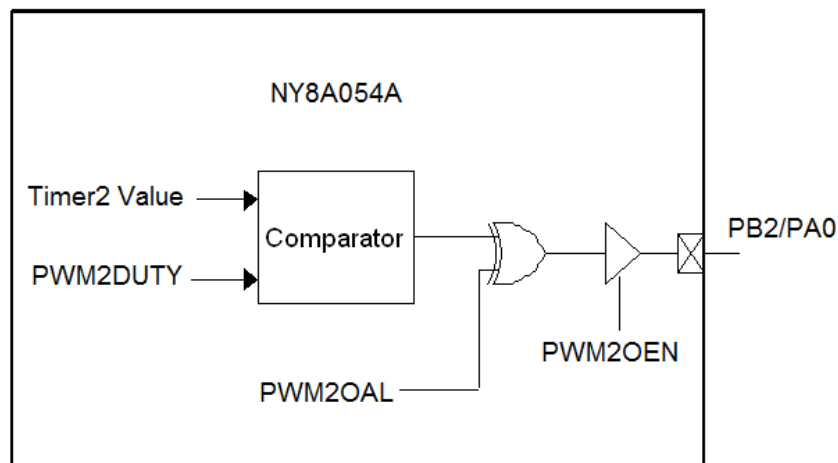 NY8A054A
Timer2 Value
Comparator
PB2/PA0
PWM2DUTY
PWM2OEN
PWM2OAL